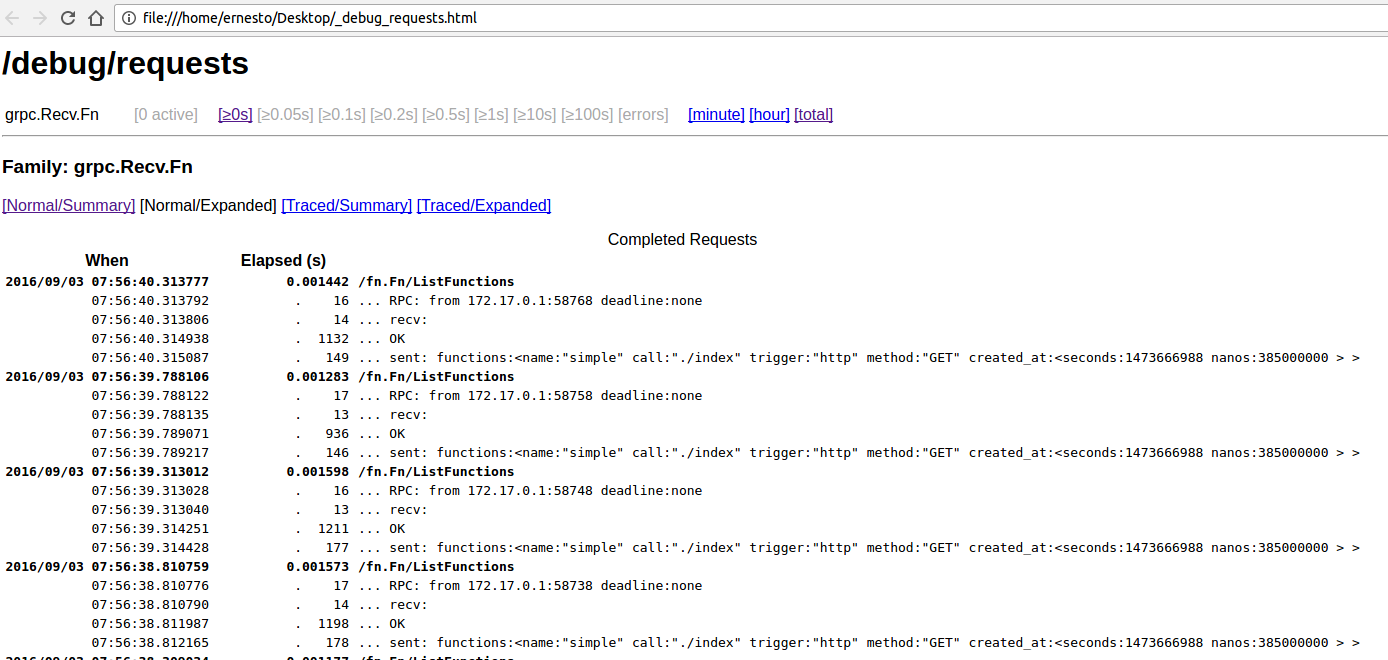 file:///home/ernesto/Desktop/_debug_requests.html
/debug/requests
grpc.Recv.Fn [0 active] [≥0s] [≥0.05s] [≥0.1s] [≥0.2s] [≥0.5s] [≥1s] [≥10s] [≥100s] [errors] [minute] [hour] [total]
Family: grpc.Recv.Fn
[Normal/Summary] [Normal/Expanded] [Traced/Summary] [Traced/Expanded]
Completed Requests
When Elapsed (s)
2016/09/03 07:56:40.313777 0.001442 /fn.Fn/ListFunctions
07:56:40.313792 . 16 ... RPC: from 172.17.0.1:58768 deadline:none
07:56:40.313806 . 14 ... recv:
07:56:40.314938 . 1132 ... OK
07:56:40.315087 . 149 ... sent: functions:<name:"simple" call:"./index" trigger:"http" method:"GET" created_at:<seconds:1473666988 nanos:385000000 > >
2016/09/03 07:56:39.788106 0.001283 /fn.Fn/ListFunctions
07:56:39.788122 . 17 ... RPC: from 172.17.0.1:58758 deadline:none
07:56:39.788135 . 13 ... recv:
07:56:39.789071 . 936 ... OK
07:56:39.789217 . 146 ... sent: functions:<name:"simple" call:"./index" trigger:"http" method:"GET" created_at:<seconds:1473666988 nanos:385000000 > >
2016/09/03 07:56:39.313012 0.001598 /fn.Fn/ListFunctions
07:56:39.313028 . 16 ... RPC: from 172.17.0.1:58748 deadline:none
07:56:39.313040 . 13 ... recv:
07:56:39.314251 . 1211 ... OK
07:56:39.314428 . 177 ... sent: functions:<name:"simple" call:"./index" trigger:"http" method:"GET" created_at:<seconds:1473666988 nanos:385000000 > >
2016/09/03 07:56:38.810759 0.001573 /fn.Fn/ListFunctions
07:56:38.810776 . 17 ... RPC: from 172.17.0.1:58738 deadline:none
07:56:38.810790 . 14 ... recv:
07:56:38.811987 . 1198 ... OK
07:56:38.812165 . 178 ... sent: functions:<name:"simple" call:"./index" trigger:"http" method:"GET" created_at:<seconds:1473666988 nanos:385000000 > >